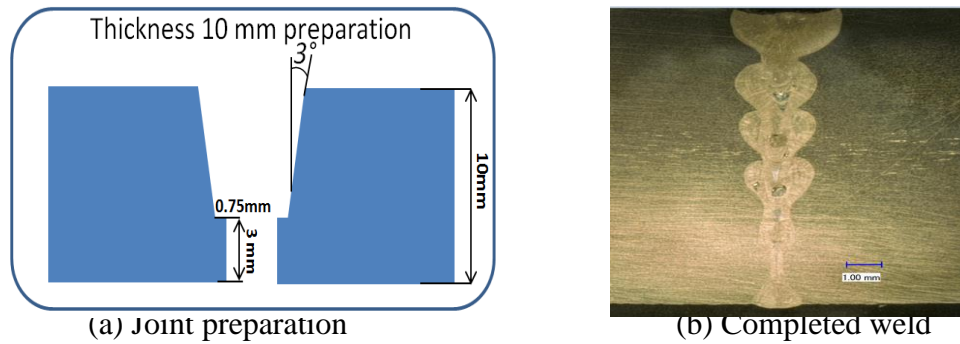 Thickness 10 mm preparation
3°
10mm
0.75mm
3 mm
1.00 mm
(a) Joint preparation
(b) Completed weld